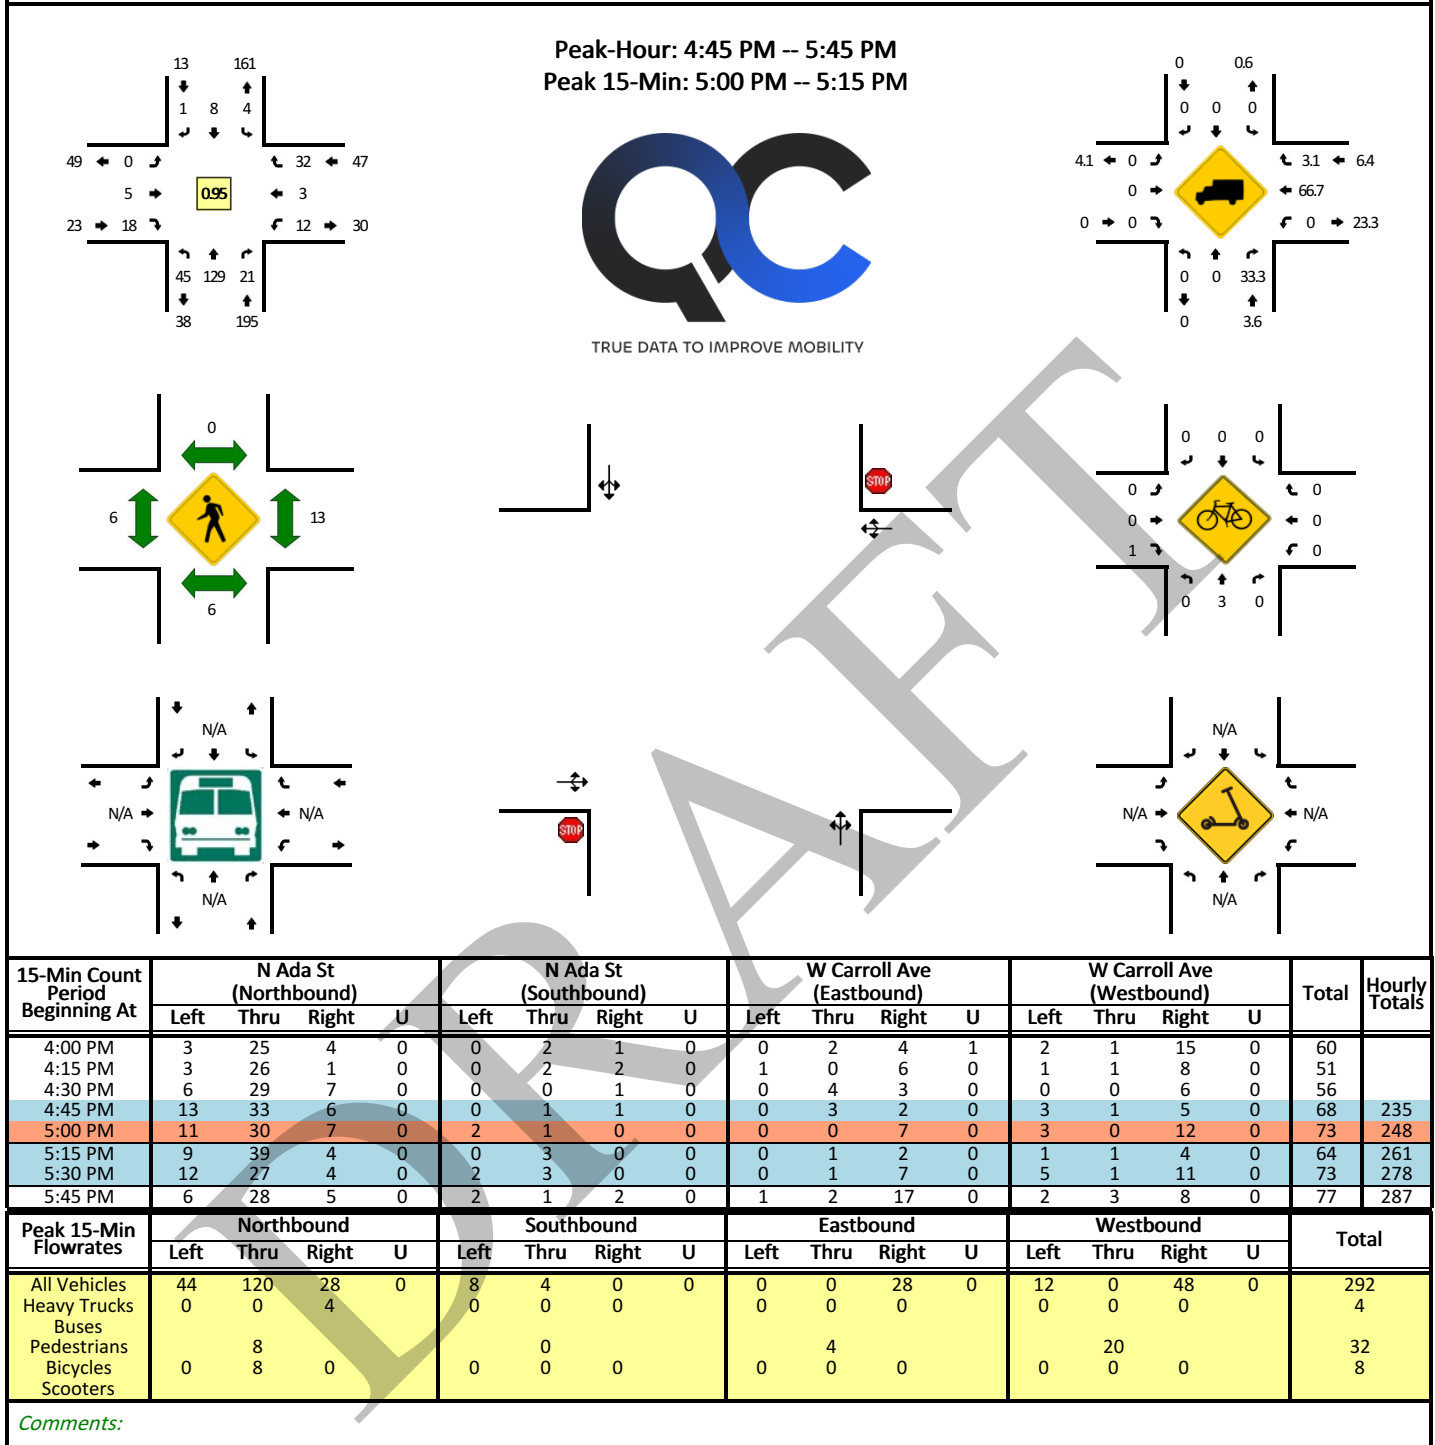 Peak-Hour: 4:45 PM -- 5:45 PM
Peak 15-Min: 5:00 PM -- 5:15 PM
13 161
1 8 4
49 0 32 47
5 0.95 3
23 18 12 30
45 129 21
38 195
TRUE DATA TO IMPROVE MOBILITY
0 0.6
0 0 0
4.1 0 3.1 6.4
0 66.7
0 0 0 23.3
0 0 33.3
0 3.6
0
6 13
6
STOP
STOP
0 0 0
0 0
0 0
1 0
0 3 0
N/A
N/A N/A
N/A
N/A
N/A N/A
N/A
DRAFT
15-Min Count Period Beginning At N Ada St (Northbound) N Ada St (Southbound) W Carroll Ave (Eastbound) W Carroll Ave (Westbound) Total Hourly Totals
Left Thru Right U Left Thru Right U Left Thru Right U Left Thru Right U
4:00 PM 3 25 4 0 0 2 1 0 0 2 4 1 2 1 15 0 60
4:15 PM 3 26 1 0 0 2 2 0 1 0 6 0 1 1 8 0 51
4:30 PM 6 29 7 0 0 0 1 0 0 4 3 0 0 0 6 0 56
4:45 PM 13 33 6 0 0 1 1 0 0 3 2 0 3 1 5 0 68 235
5:00 PM 11 30 7 0 2 1 0 0 0 0 7 0 3 0 12 0 73 248
5:15 PM 9 39 4 0 0 3 0 0 0 1 2 0 1 1 4 0 64 261
5:30 PM 12 27 4 0 2 3 0 0 0 1 7 0 5 1 11 0 73 278
5:45 PM 6 28 5 0 2 1 2 0 1 2 17 0 2 3 8 0 77 287
Peak 15-Min Flowrates Northbound Southbound Eastbound Westbound Total
Left Thru Right U Left Thru Right U Left Thru Right U Left Thru Right U
All Vehicles 44 120 28 0 8 4 0 0 0 0 28 0 12 0 48 0 292
Heavy Trucks 0 0 4 0 0 0 0 0 0 0 0 0 4
Buses
Pedestrians 8 0 4 20 32
Bicycles 0 8 0 0 0 0 0 0 0 0 0 0 8
Scooters
Comments: